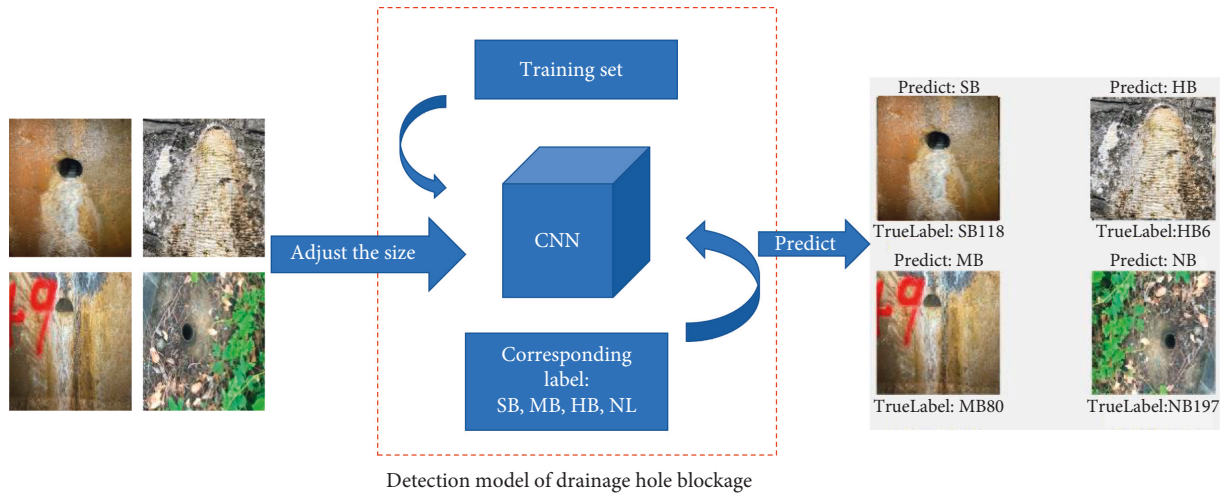 Training set
Predict: SB
Predict: HB
Adjust the size
CNN
Predict
TrueLabel: SB118
TrueLabel:HB6
Predict: MB
Predict: NB
Corresponding
label:
SB, MB, HB, NL
TrueLabel: MB80
TrueLabel:NB197
Detection model of drainage hole blockage